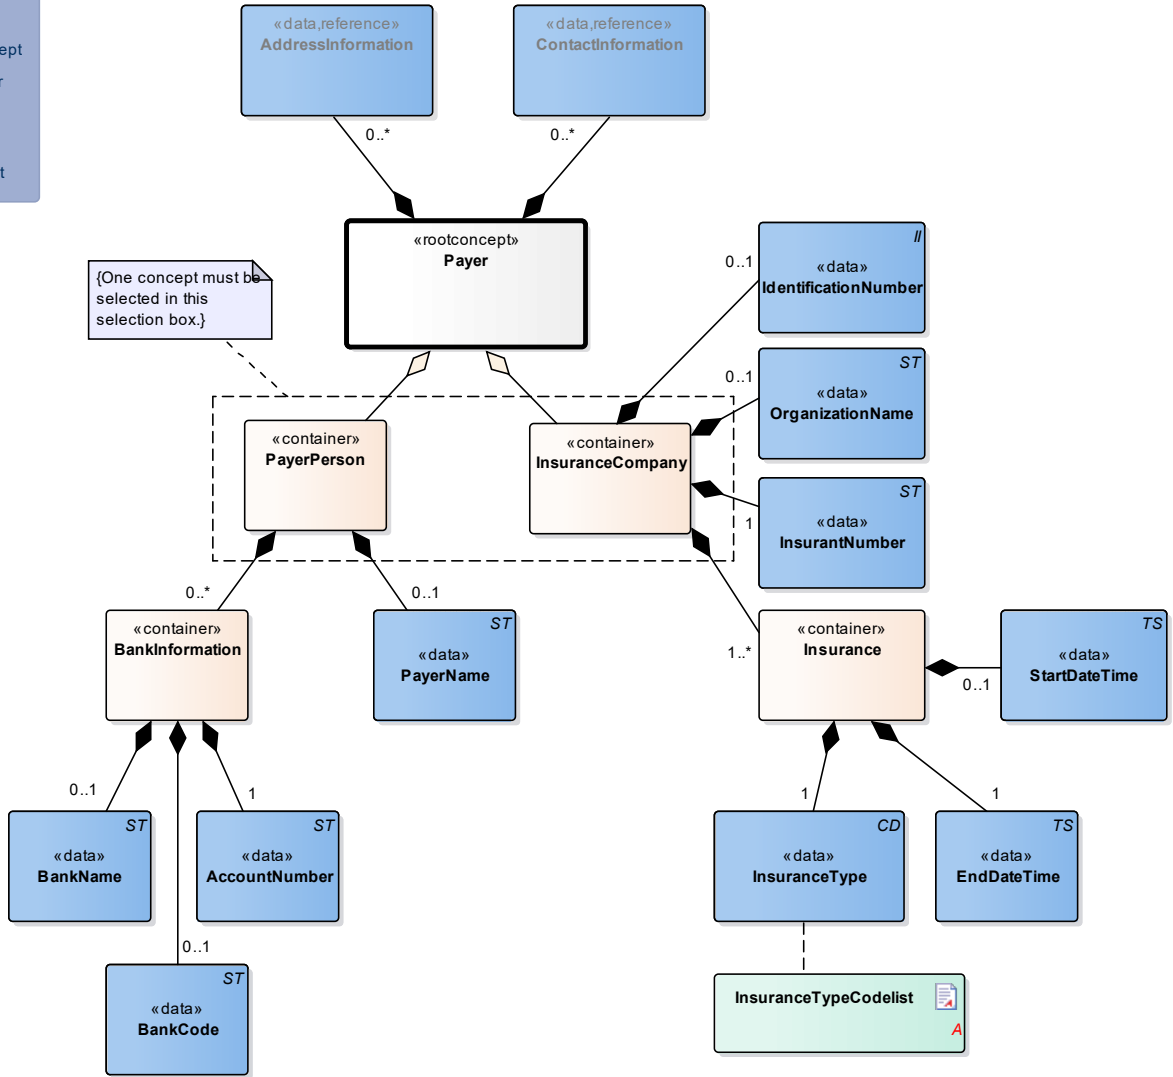 «data,reference»
AddressInformation
«data,reference»
ContactInformation
ept
r
t
0..*
0..*
«rootconcept»
Payer
{One concept must be
selected in this
selection box.}
II
«data»
IdentificationNumber
0..1
ST
«data»
OrganizationName
0..1
«container»
PayerPerson
«container»
InsuranceCompany
ST
«data»
InsurantNumber
1
0..*
0..1
1..*
«container»
BankInformation
ST
«data»
PayerName
«container»
Insurance
TS
«data»
StartDateTime
0..1
0..1
1
1
1
ST
«data»
BankName
ST
«data»
AccountNumber
CD
«data»
InsuranceType
TS
«data»
EndDateTime
0..1
ST
«data»
BankCode
InsuranceTypeCodelist
A